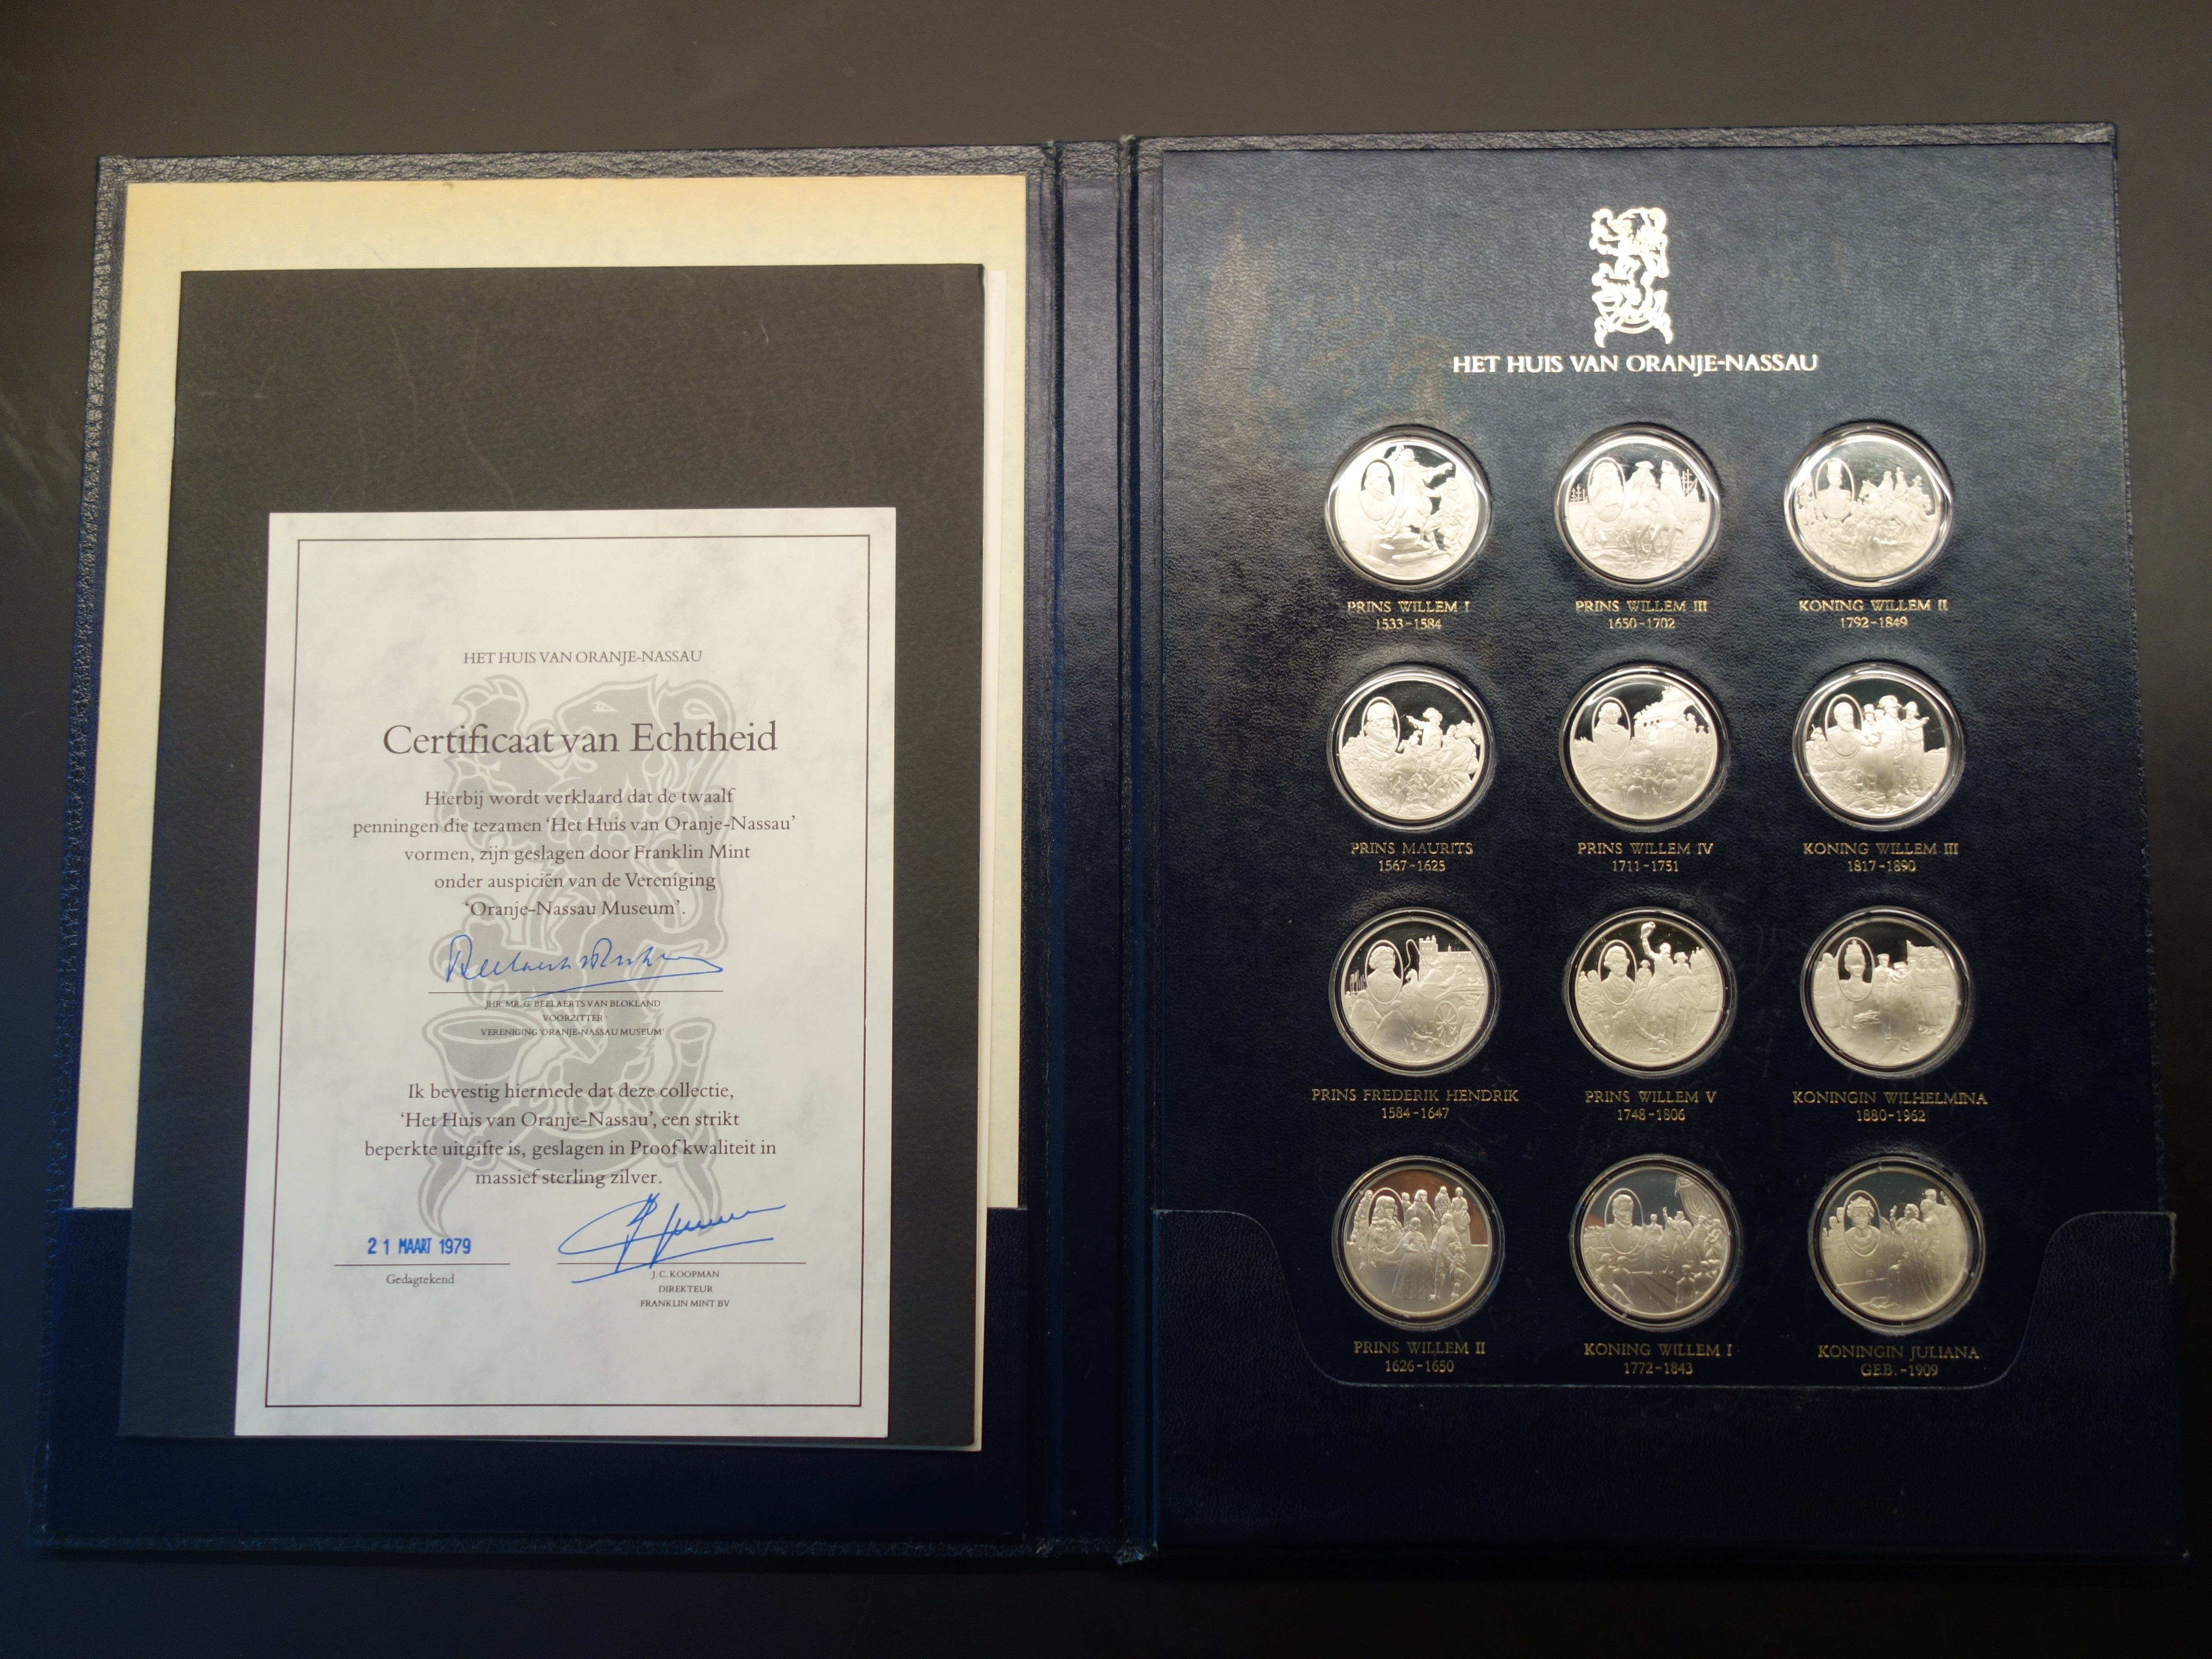 HET HUIS VAN ORANJE-NASSAU
Certificaat van Echtheid
Hierbij wordt verklaard dat de twaalf
penningen die tezamen ‘Het Huis van Oranje-Nassau’
vormen, zijn geslagen door Franklin Mint
onder auspiciën van de Vereniging
‘Oranje-Nassau Museum’.
JHR. MR. G. BEELAERTS VAN BLOKLAND
VOORZITTER
VERENIGING ‘ORANJE-NASSAU MUSEUM’
Ik bevestig hiermede dat deze collectie,
‘Het Huis van Oranje-Nassau’, een strikt
beperkte uitgifte is, geslagen in Proof kwaliteit in
massief sterling zilver.
21 MAART 1979
Gedagtekend
J. C. KOOPMAN
DIREKTEUR
FRANKLIN MINT BV
HET HUIS VAN ORANJE-NASSAU
PRINS WILLEM I
1533-1584
PRINS WILLEM III
1650-1702
KONING WILLEM II
1792-1849
PRINS MAURITS
1567-1625
PRINS WILLEM IV
1711-1751
KONING WILLEM III
1817-1890
PRINS FREDERIK HENDRIK
1584-1647
PRINS WILLEM V
1748-1806
KONINGIN WILHELMINA
1880-1962
PRINS WILLEM II
1626-1650
KONING WILLEM I
1772-1843
KONINGIN JULIANA
GEB.-1909